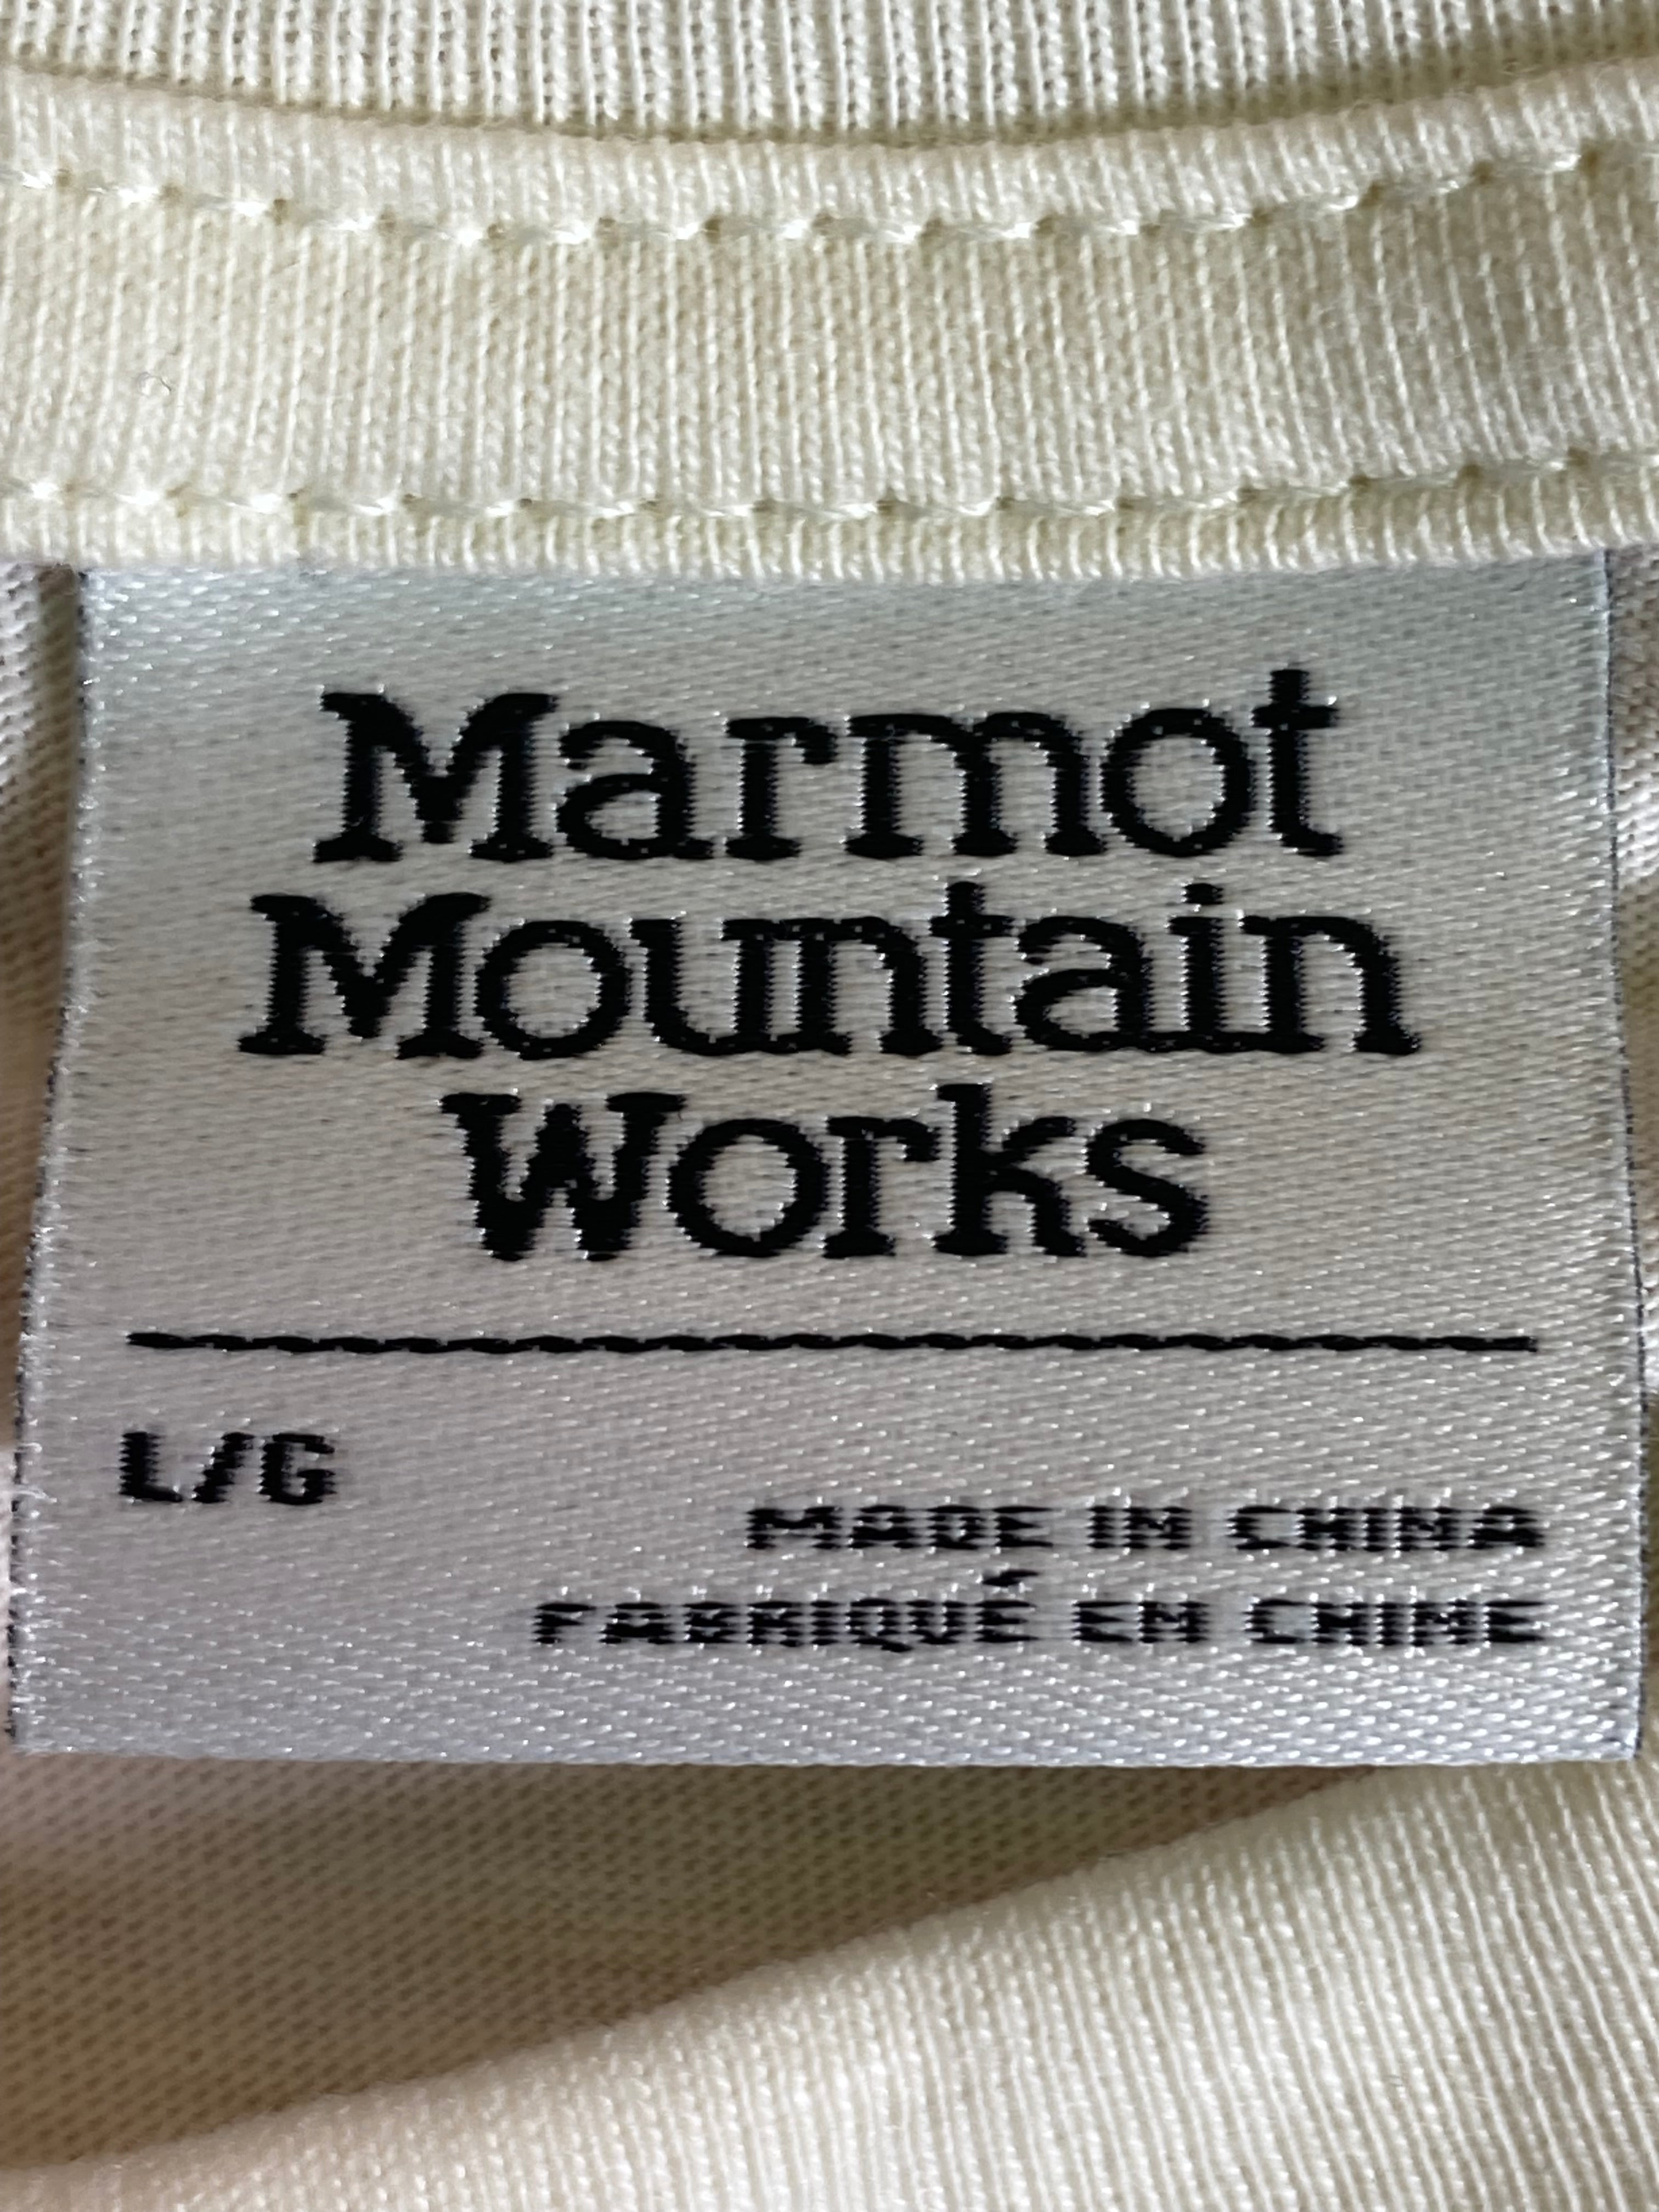 Marmot
Mountain
Works
L/G
MADE IN CHINA
FABRIQUÉ EN CHINE